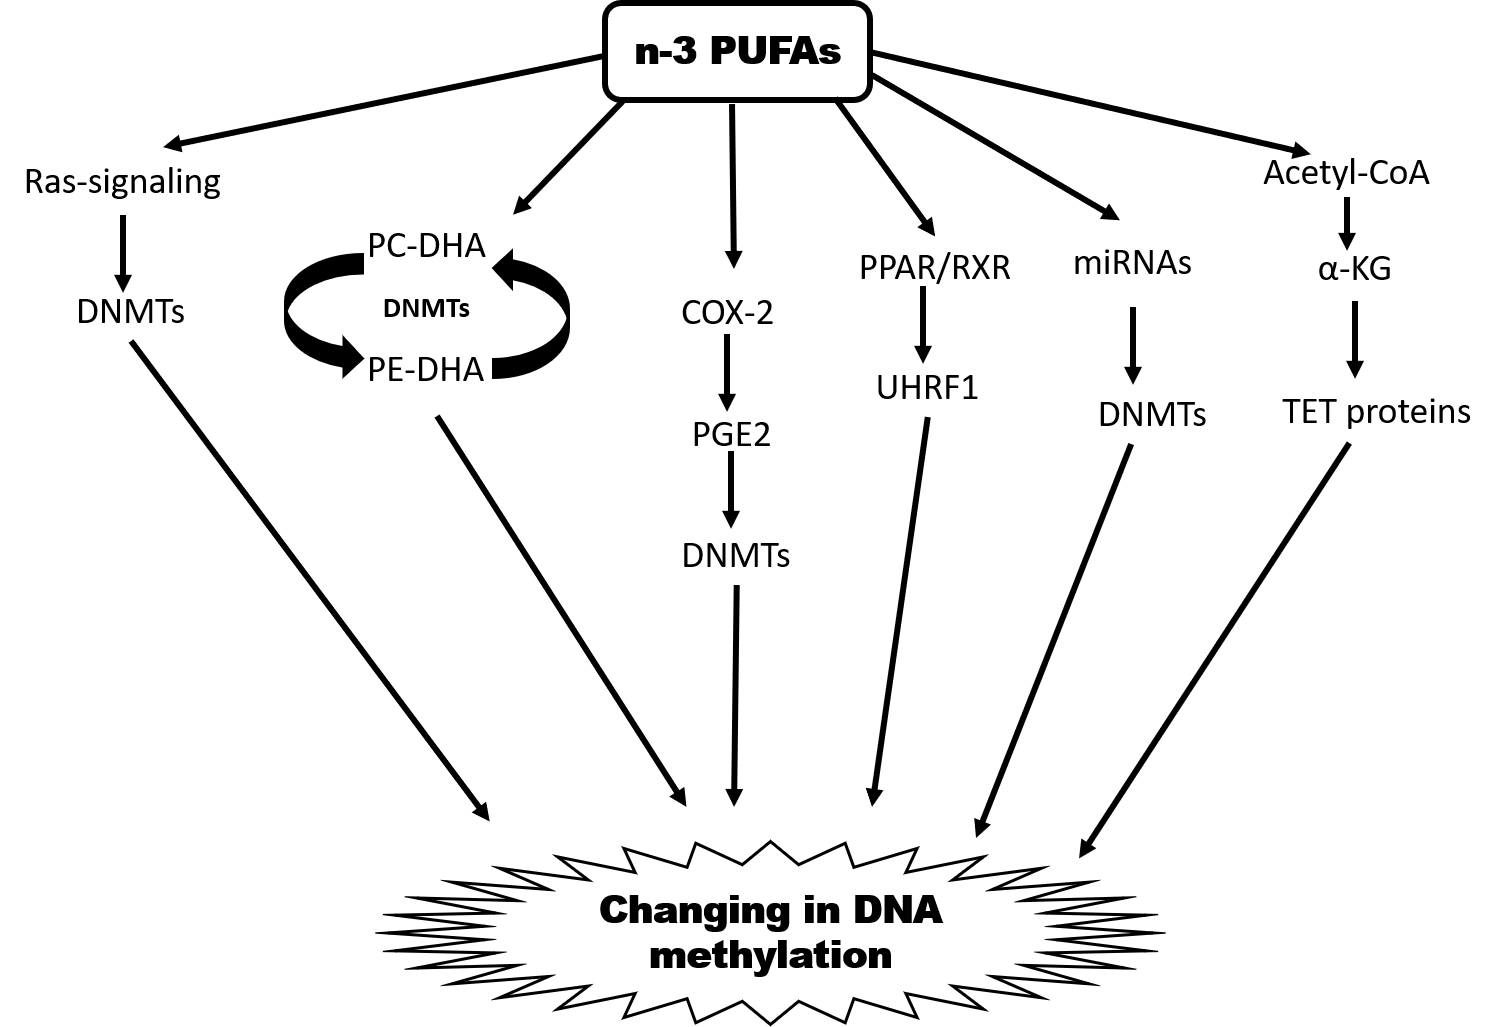 n-3 PUFAs
Ras-signaling
DNMTs
PC-DHA
DNMTs
PE-DHA
COX-2
PGE2
DNMTs
PPAR/RXR
UHRF1
miRNAs
DNMTs
Acetyl-CoA
α-KG
TET proteins
Changing in DNA
methylation